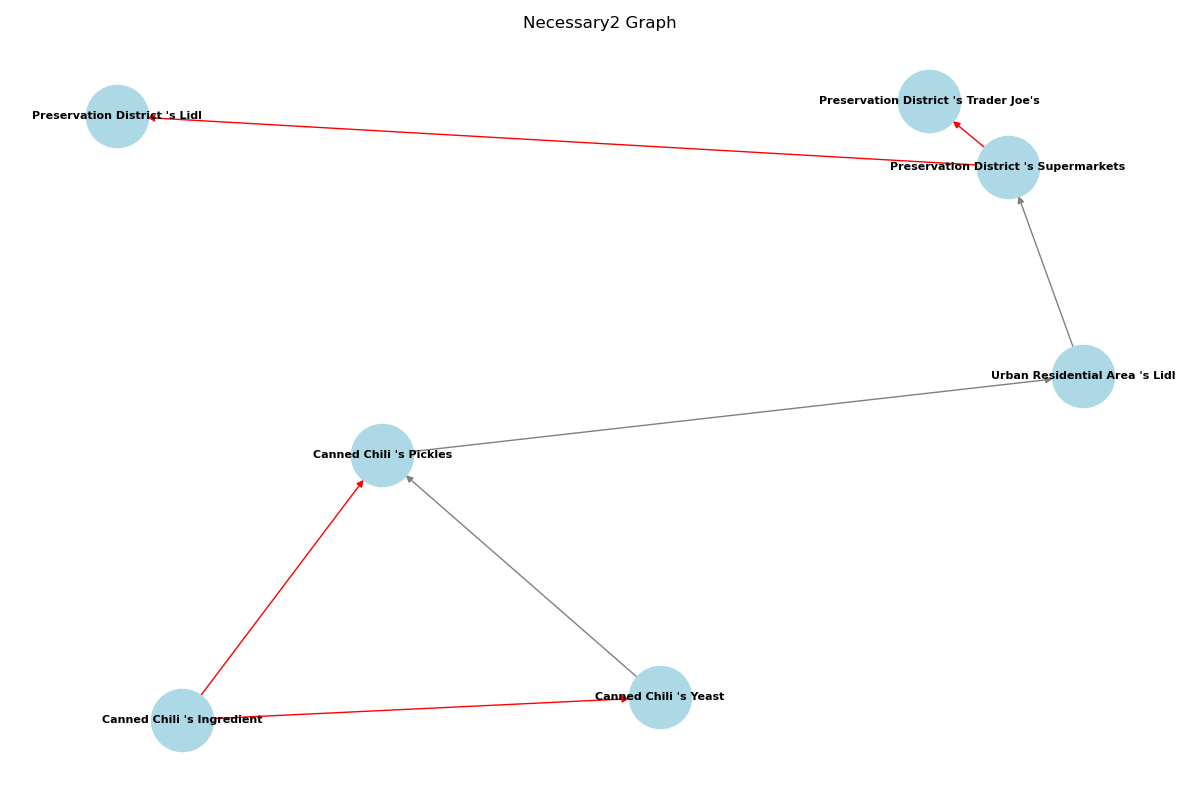 Necessary2 Graph
Preservation District 's Trader Joe's
Preservation District 's Lidl
Preservation District 's Supermarkets
Urban Residential Area 's Lidl
Canned Chili 's Pickles
Canned Chili 's Yeast
Canned Chili 's Ingredient